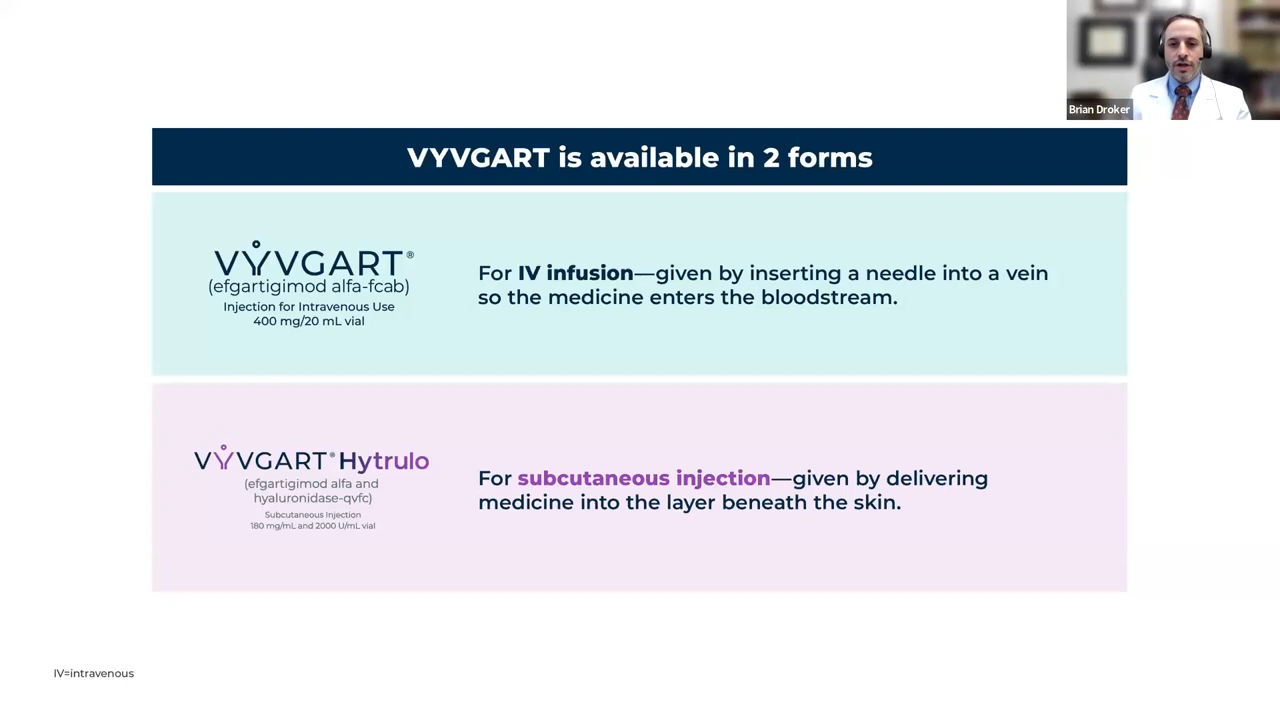 Brian Droker
VYVGART is available in 2 forms
VYVGART®
(efgartigimod alfa-fcab)
Injection for Intravenous Use
400 mg/20 mL vial
For IV infusion—given by inserting a needle into a vein
so the medicine enters the bloodstream.
VYVGART®Hytrulo
(efgartigimod alfa and
hyaluronidase-qvfc)
Subcutaneous Injection
180 mg/mL and 2000 U/mL vial
For subcutaneous injection—given by delivering
medicine into the layer beneath the skin.
IV=intravenous